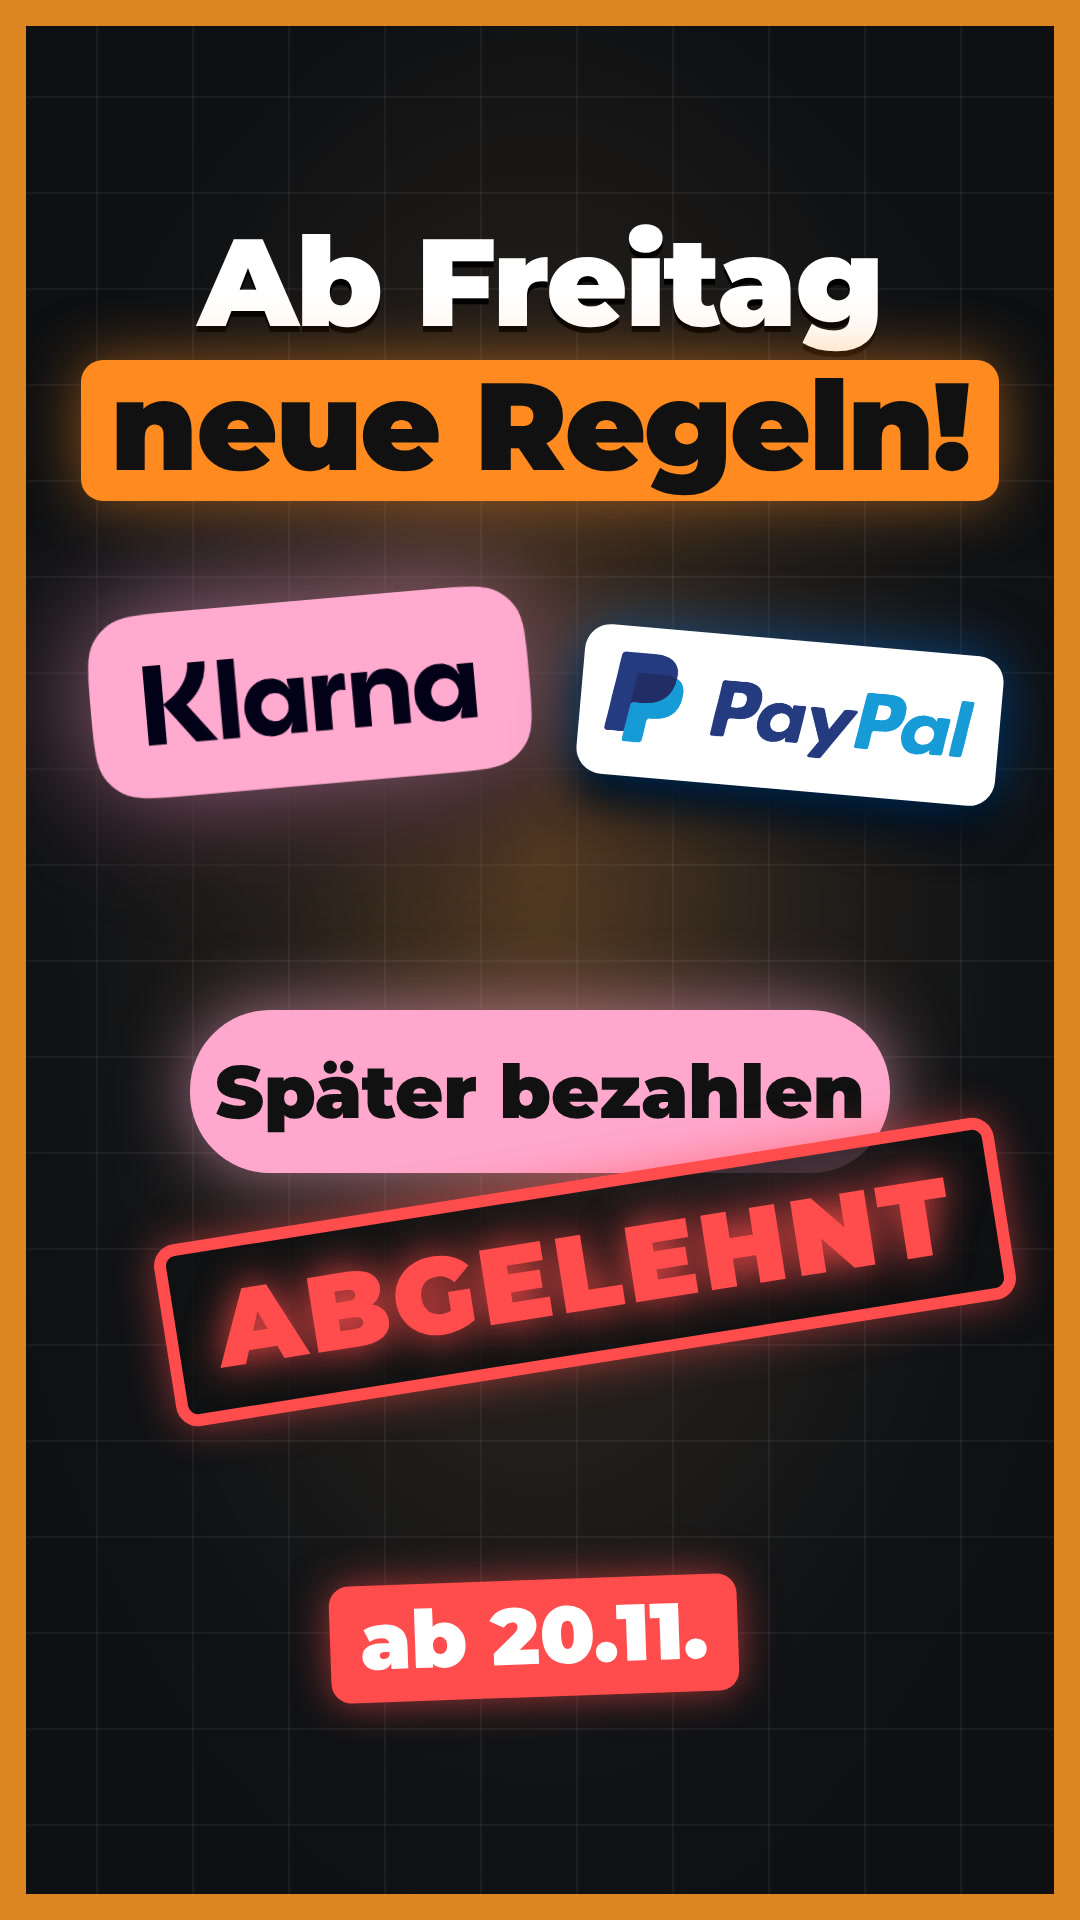 Ab Freitag
neue Regeln!
Klarna
PayPal
Später bezahlen
ABGELEHNT
ab 20.11.